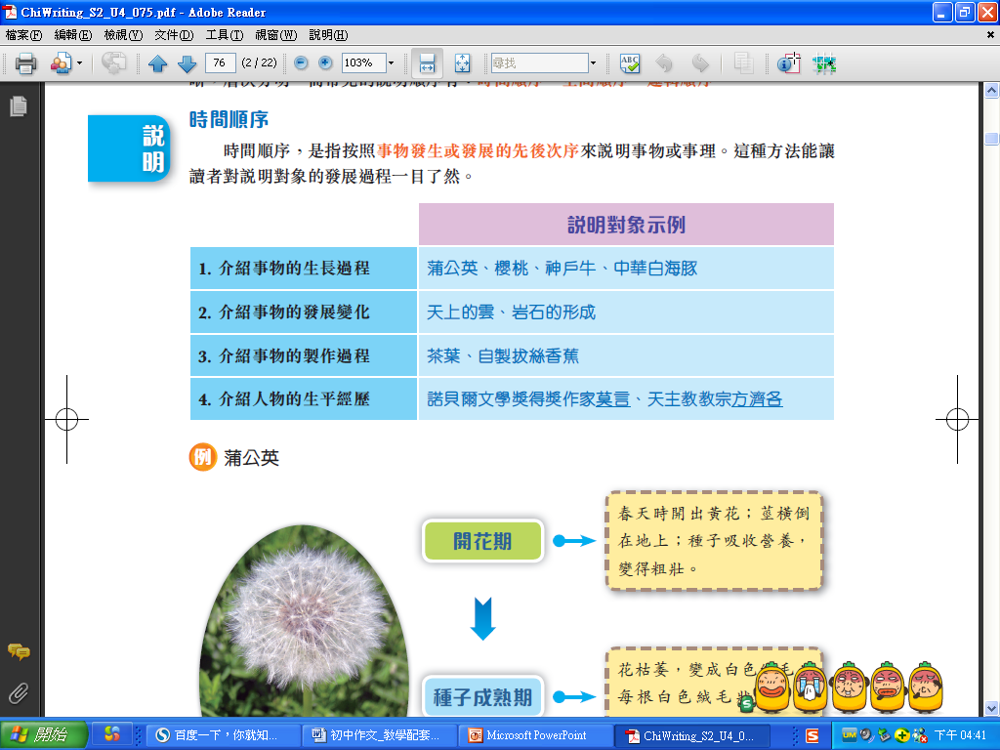 ChiWriting_S2_U4_075.pdf - Adobe Reader
檔案(F) 編輯(E) 檢視(V) 文件(D) 工具(T) 視窗(W) 說明(H)
76 (2 / 22) 103% 尋找
時間順序
説明
時間順序，是指按照事物發生或發展的先後次序來説明事物或事理。這種方法能讓
讀者對説明對象的發展過程一目了然。
説明對象示例
1. 介紹事物的生長過程 蒲公英、櫻桃、神戶牛、中華白海豚
2. 介紹事物的發展變化 天上的雲、岩石的形成
3. 介紹事物的製作過程 茶葉、自製拔絲香蕉
4. 介紹人物的生平經歷 諾貝爾文學獎得獎作家莫言、天主教教宗方濟各
例 蒲公英
開花期
春天時開出黃花；莖橫倒
在地上；種子吸收營養，
變得粗壯。
種子成熟期
花枯萎，變成白色
每根白色絨毛
開始 百度一下，你就知... 初中作文_教學配套... Microsoft PowerPoint ChiWriting_S2_U4_0... 下午 04:41